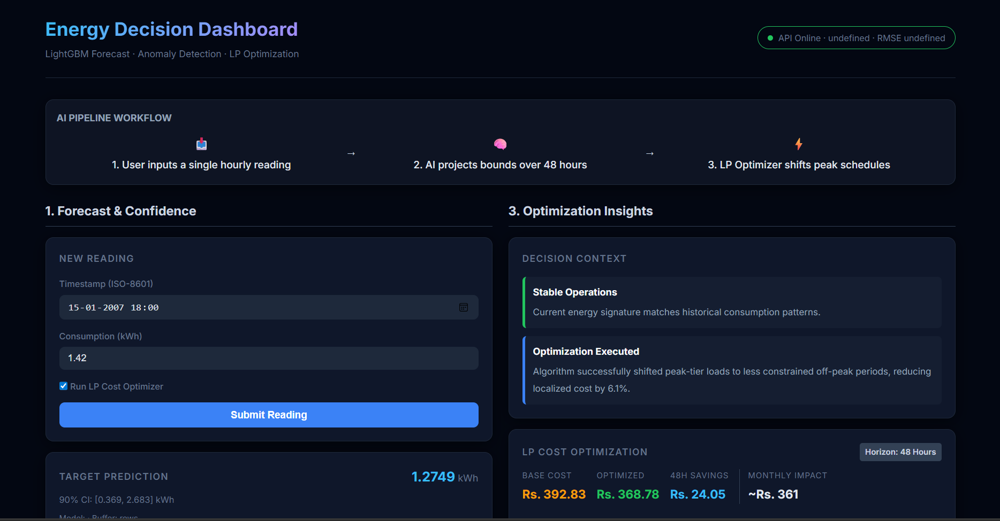 Energy Decision Dashboard
LightGBM Forecast · Anomaly Detection · LP Optimization
API Online · undefined · RMSE undefined
AI PIPELINE WORKFLOW
1. User inputs a single hourly reading
→
2. AI projects bounds over 48 hours
→
3. LP Optimizer shifts peak schedules
1. Forecast & Confidence
NEW READING
Timestamp (ISO-8601)
15-01-2007 18:00
Consumption (kWh)
1.42
Run LP Cost Optimizer
Submit Reading
TARGET PREDICTION
1.2749 kWh
90% CI: [0.369, 2.683] kWh
Model: · Buffer: rows
3. Optimization Insights
DECISION CONTEXT
Stable Operations
Current energy signature matches historical consumption patterns.
Optimization Executed
Algorithm successfully shifted peak-tier loads to less constrained off-peak periods, reducing
localized cost by 6.1%.
LP COST OPTIMIZATION
Horizon: 48 Hours
BASE COST
Rs. 392.83
OPTIMIZED
Rs. 368.78
48H SAVINGS
Rs. 24.05
MONTHLY IMPACT
~Rs. 361